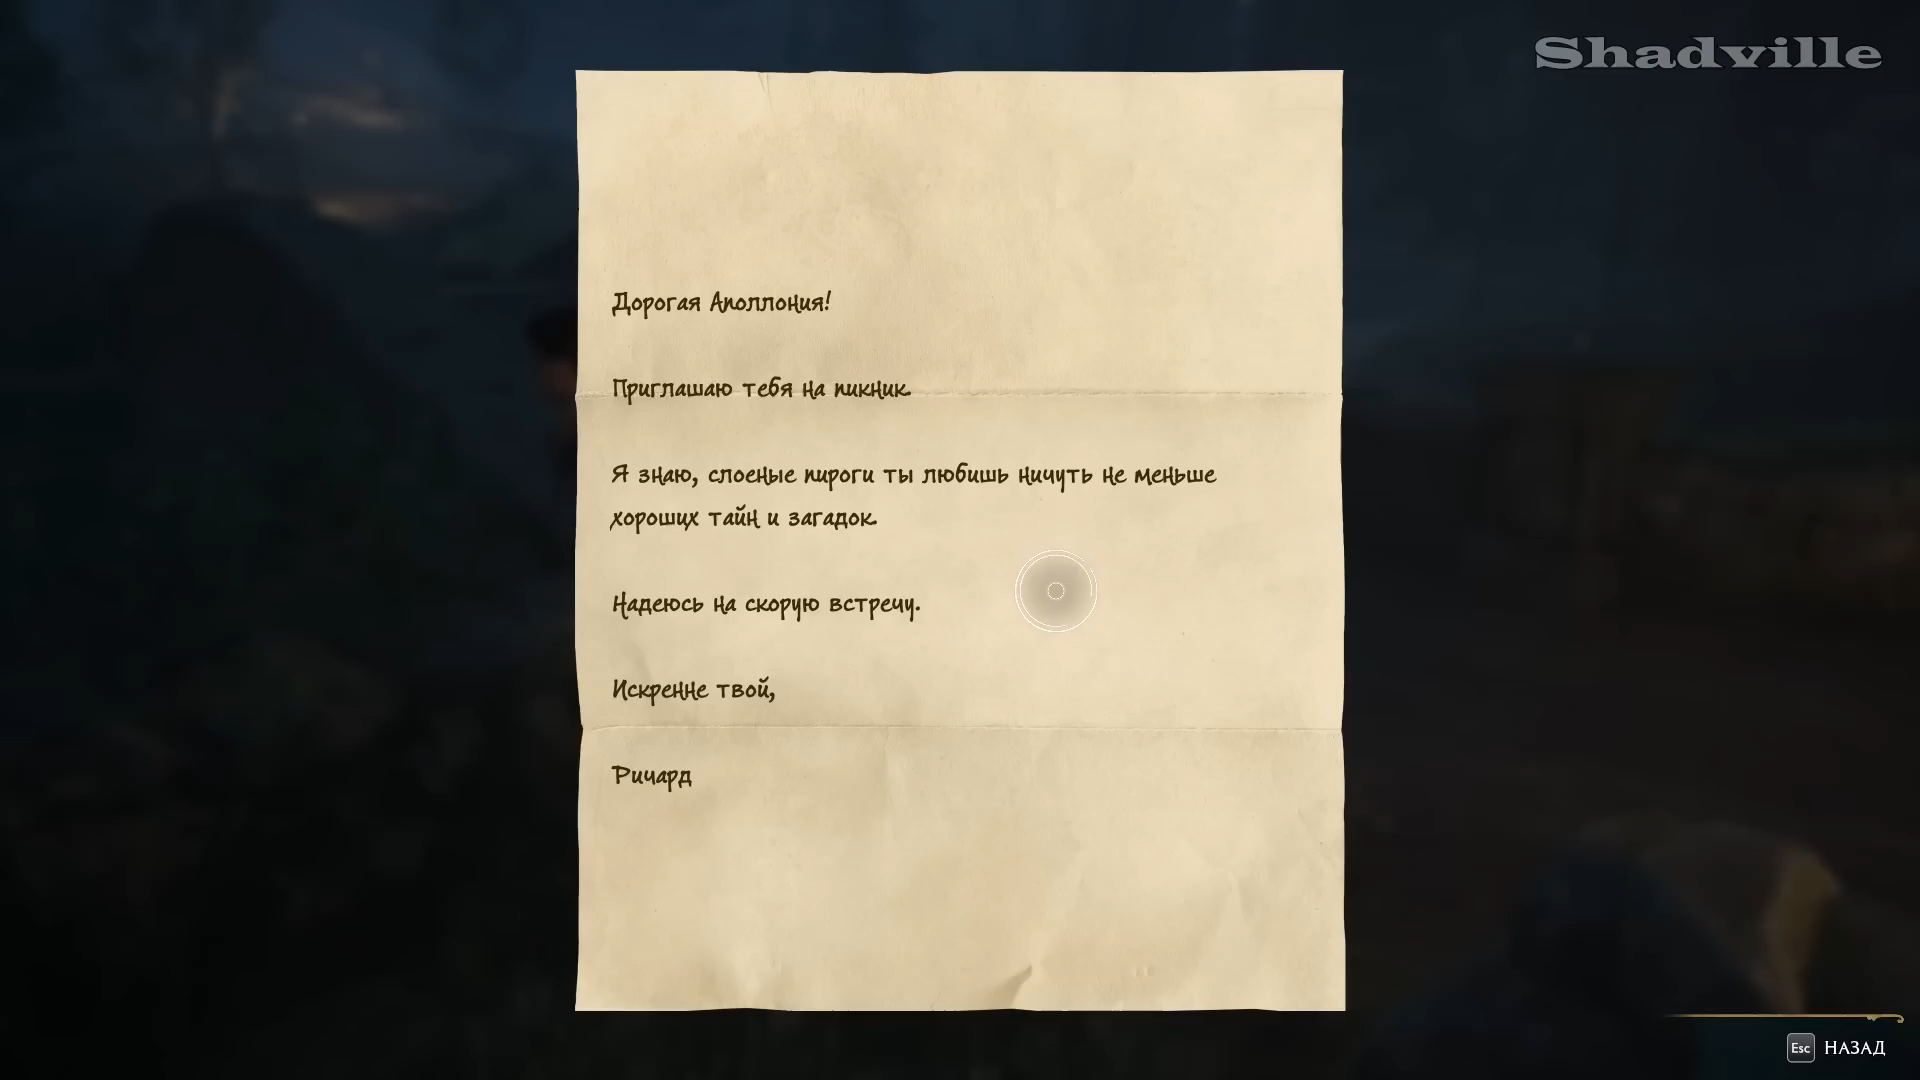 Shadville
Дорогая Аполлония!
Приглашаю тебя на пикник.
Я знаю, слоеные пироги ты любишь ничуть не меньше
хороших тайн и загадок.
Надеюсь на скорую встречу.
Искренне твой,
Ричард
Esc НАЗАД